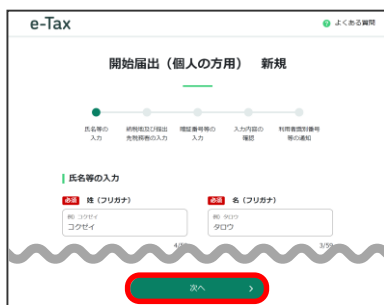 e-Tax
よくある質問
開始届出（個人の方用） 新規
氏名等の入力
納税地及び提出先税務署の入力
暗証番号等の入力
入力内容の確認
利用者識別番号等の通知
氏名等の入力
必須 姓（フリガナ）
必須 名（フリガナ）
例）コクゼイ
コクゼイ
例）タロウ
タロウ
3/59
次へ